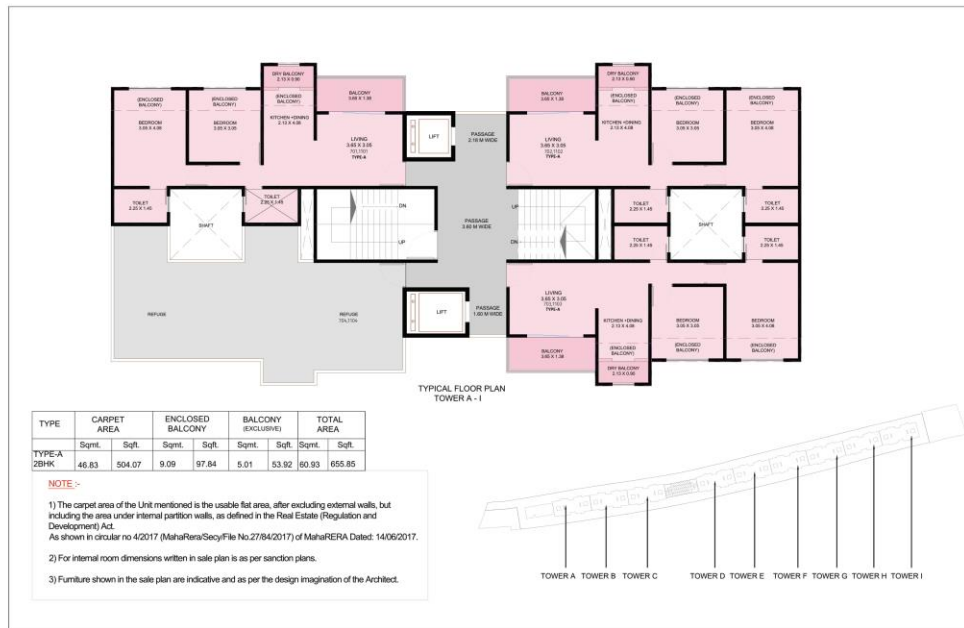 DRY BALCONY
2.13 X 0.90
(ENCLOSED
BALCONY)
BEDROOM
3.05 X 4.08
(ENCLOSED
BALCONY)
BEDROOM
3.05 X 3.05
(ENCLOSED
BALCONY)
KITCHEN +DINING
2.13 X 4.08
BALCONY
3.65 X 1.38
LIVING
3.65 X 3.05
701,1101
TYPE-A
TOILET
2.25 X 1.45
TOILET
2.25 X 1.45
SHAFT
LIFT
PASSAGE
2.18 M WIDE
DN
UP
PASSAGE
3.60 M WIDE
DRY BALCONY
2.13 X 0.90
BALCONY
3.65 X 1.38
(ENCLOSED
BALCONY)
KITCHEN +DINING
2.13 X 4.08
(ENCLOSED
BALCONY)
BEDROOM
3.05 X 3.05
(ENCLOSED
BALCONY)
BEDROOM
3.05 X 4.08
LIVING
3.65 X 3.05
TYPE-A
UP
DN
TOILET
2.25 X 1.45
TOILET
2.25 X 1.45
SHAFT
TOILET
2.25 X 1.45
TOILET
2.25 X 1.45
REFUGE
REFUGE
LIFT
PASSAGE
1.60 M WIDE
LIVING
3.65 X 3.05
TYPE-A
KITCHEN +DINING
2.13 X 4.08
(ENCLOSED
BALCONY)
BEDROOM
3.05 X 3.05
(ENCLOSED
BALCONY)
BEDROOM
3.05 X 4.08
(ENCLOSED
BALCONY)
BALCONY
3.65 X 1.38
DRY BALCONY
2.13 X 0.90
TYPICAL FLOOR PLAN
TOWER A - I
TYPE CARPET AREA ENCLOSED BALCONY BALCONY (EXCLUSIVE) TOTAL AREA
Sqmt. Sqft. Sqmt. Sqft. Sqmt. Sqft. Sqmt. Sqft.
TYPE-A
2BHK 46.83 504.07 9.09 97.84 5.01 53.92 60.93 655.85
NOTE :-
1) The carpet area of the Unit mentioned is the usable flat area, after excluding external walls, but
including the area under internal partition walls, as defined in the Real Estate (Regulation and
Development) Act.
As shown in circular no 4/2017 (MahaRera/Secy/File No.27/84/2017) of MahaRERA Dated: 14/06/2017.
2) For internal room dimensions written in sale plan is as per sanction plans.
3) Furniture shown in the sale plan are indicative and as per the design imagination of the Architect.
TOWER A TOWER B TOWER C TOWER D TOWER E TOWER F TOWER G TOWER H TOWER I